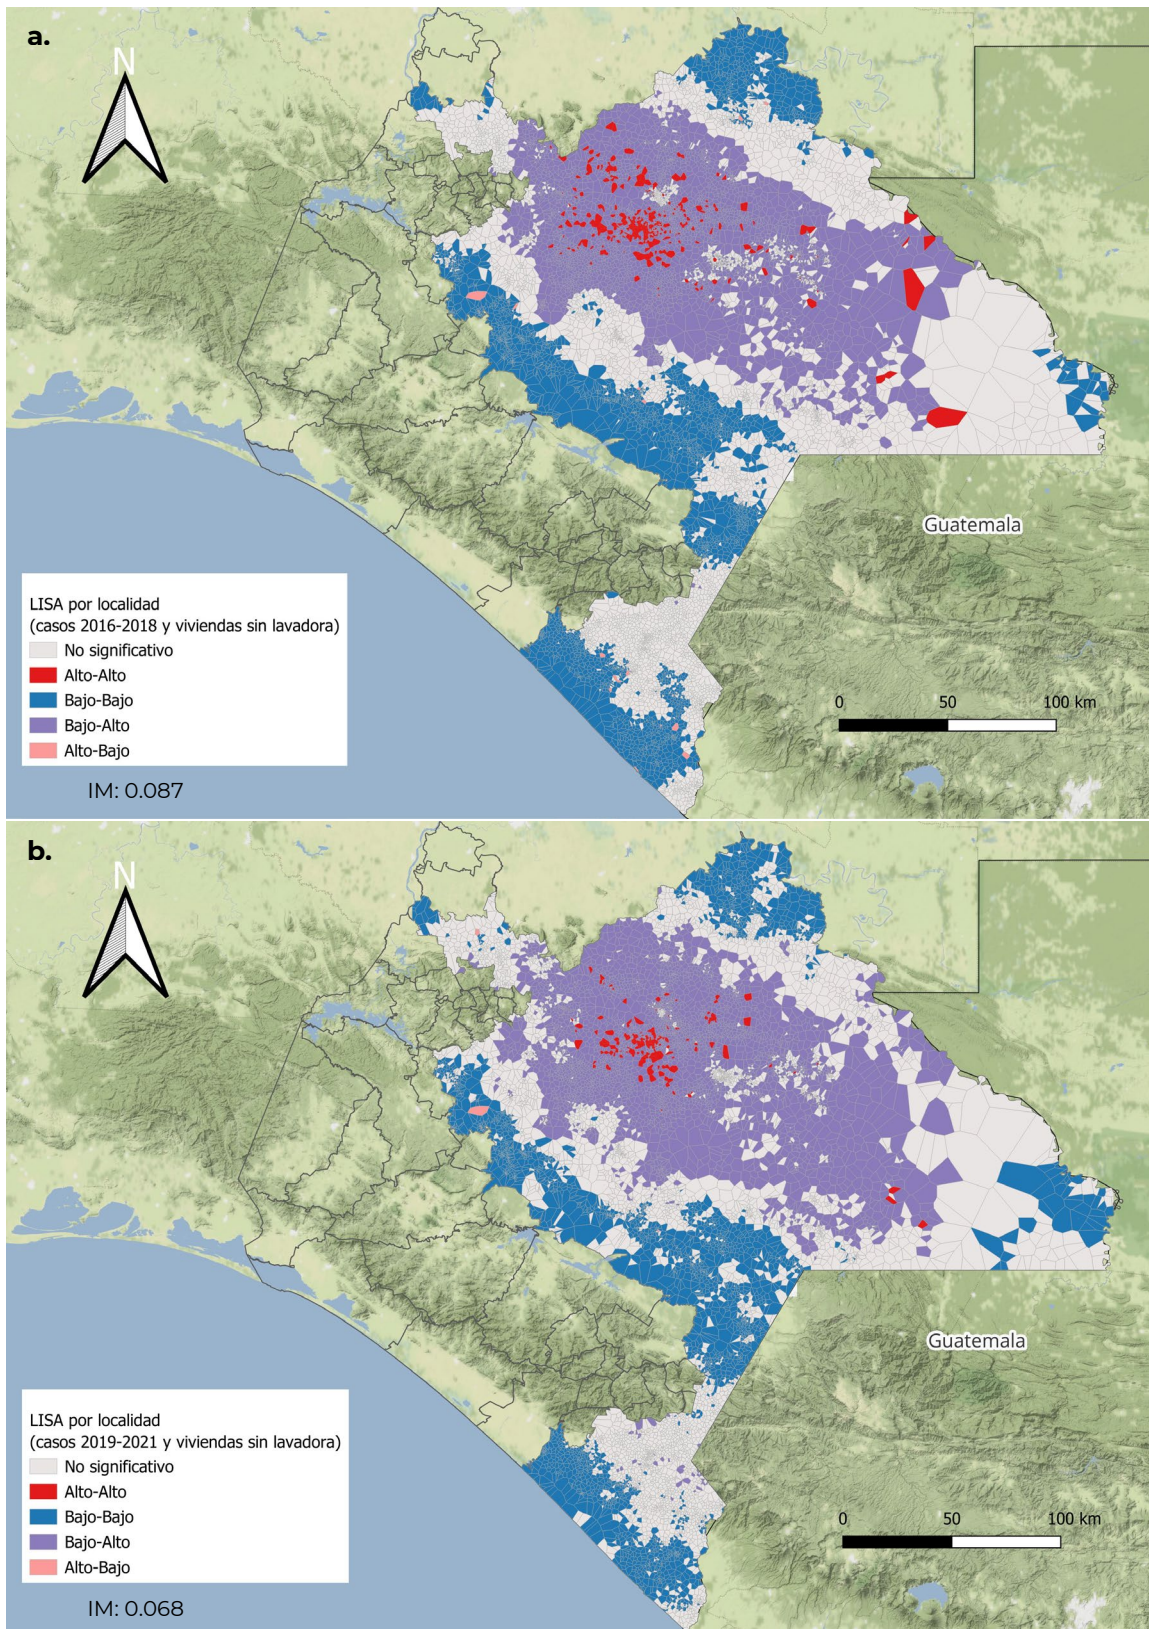 a.
N
Guatemala
LISA por localidad
(casos 2016-2018 y viviendas sin lavadora)
No significativo
Alto-Alto
Bajo-Bajo
Bajo-Alto
Alto-Bajo
0 50 100 km
IM: 0.087
b.
N
Guatemala
LISA por localidad
(casos 2019-2021 y viviendas sin lavadora)
No significativo
Alto-Alto
Bajo-Bajo
Bajo-Alto
Alto-Bajo
0 50 100 km
IM: 0.068